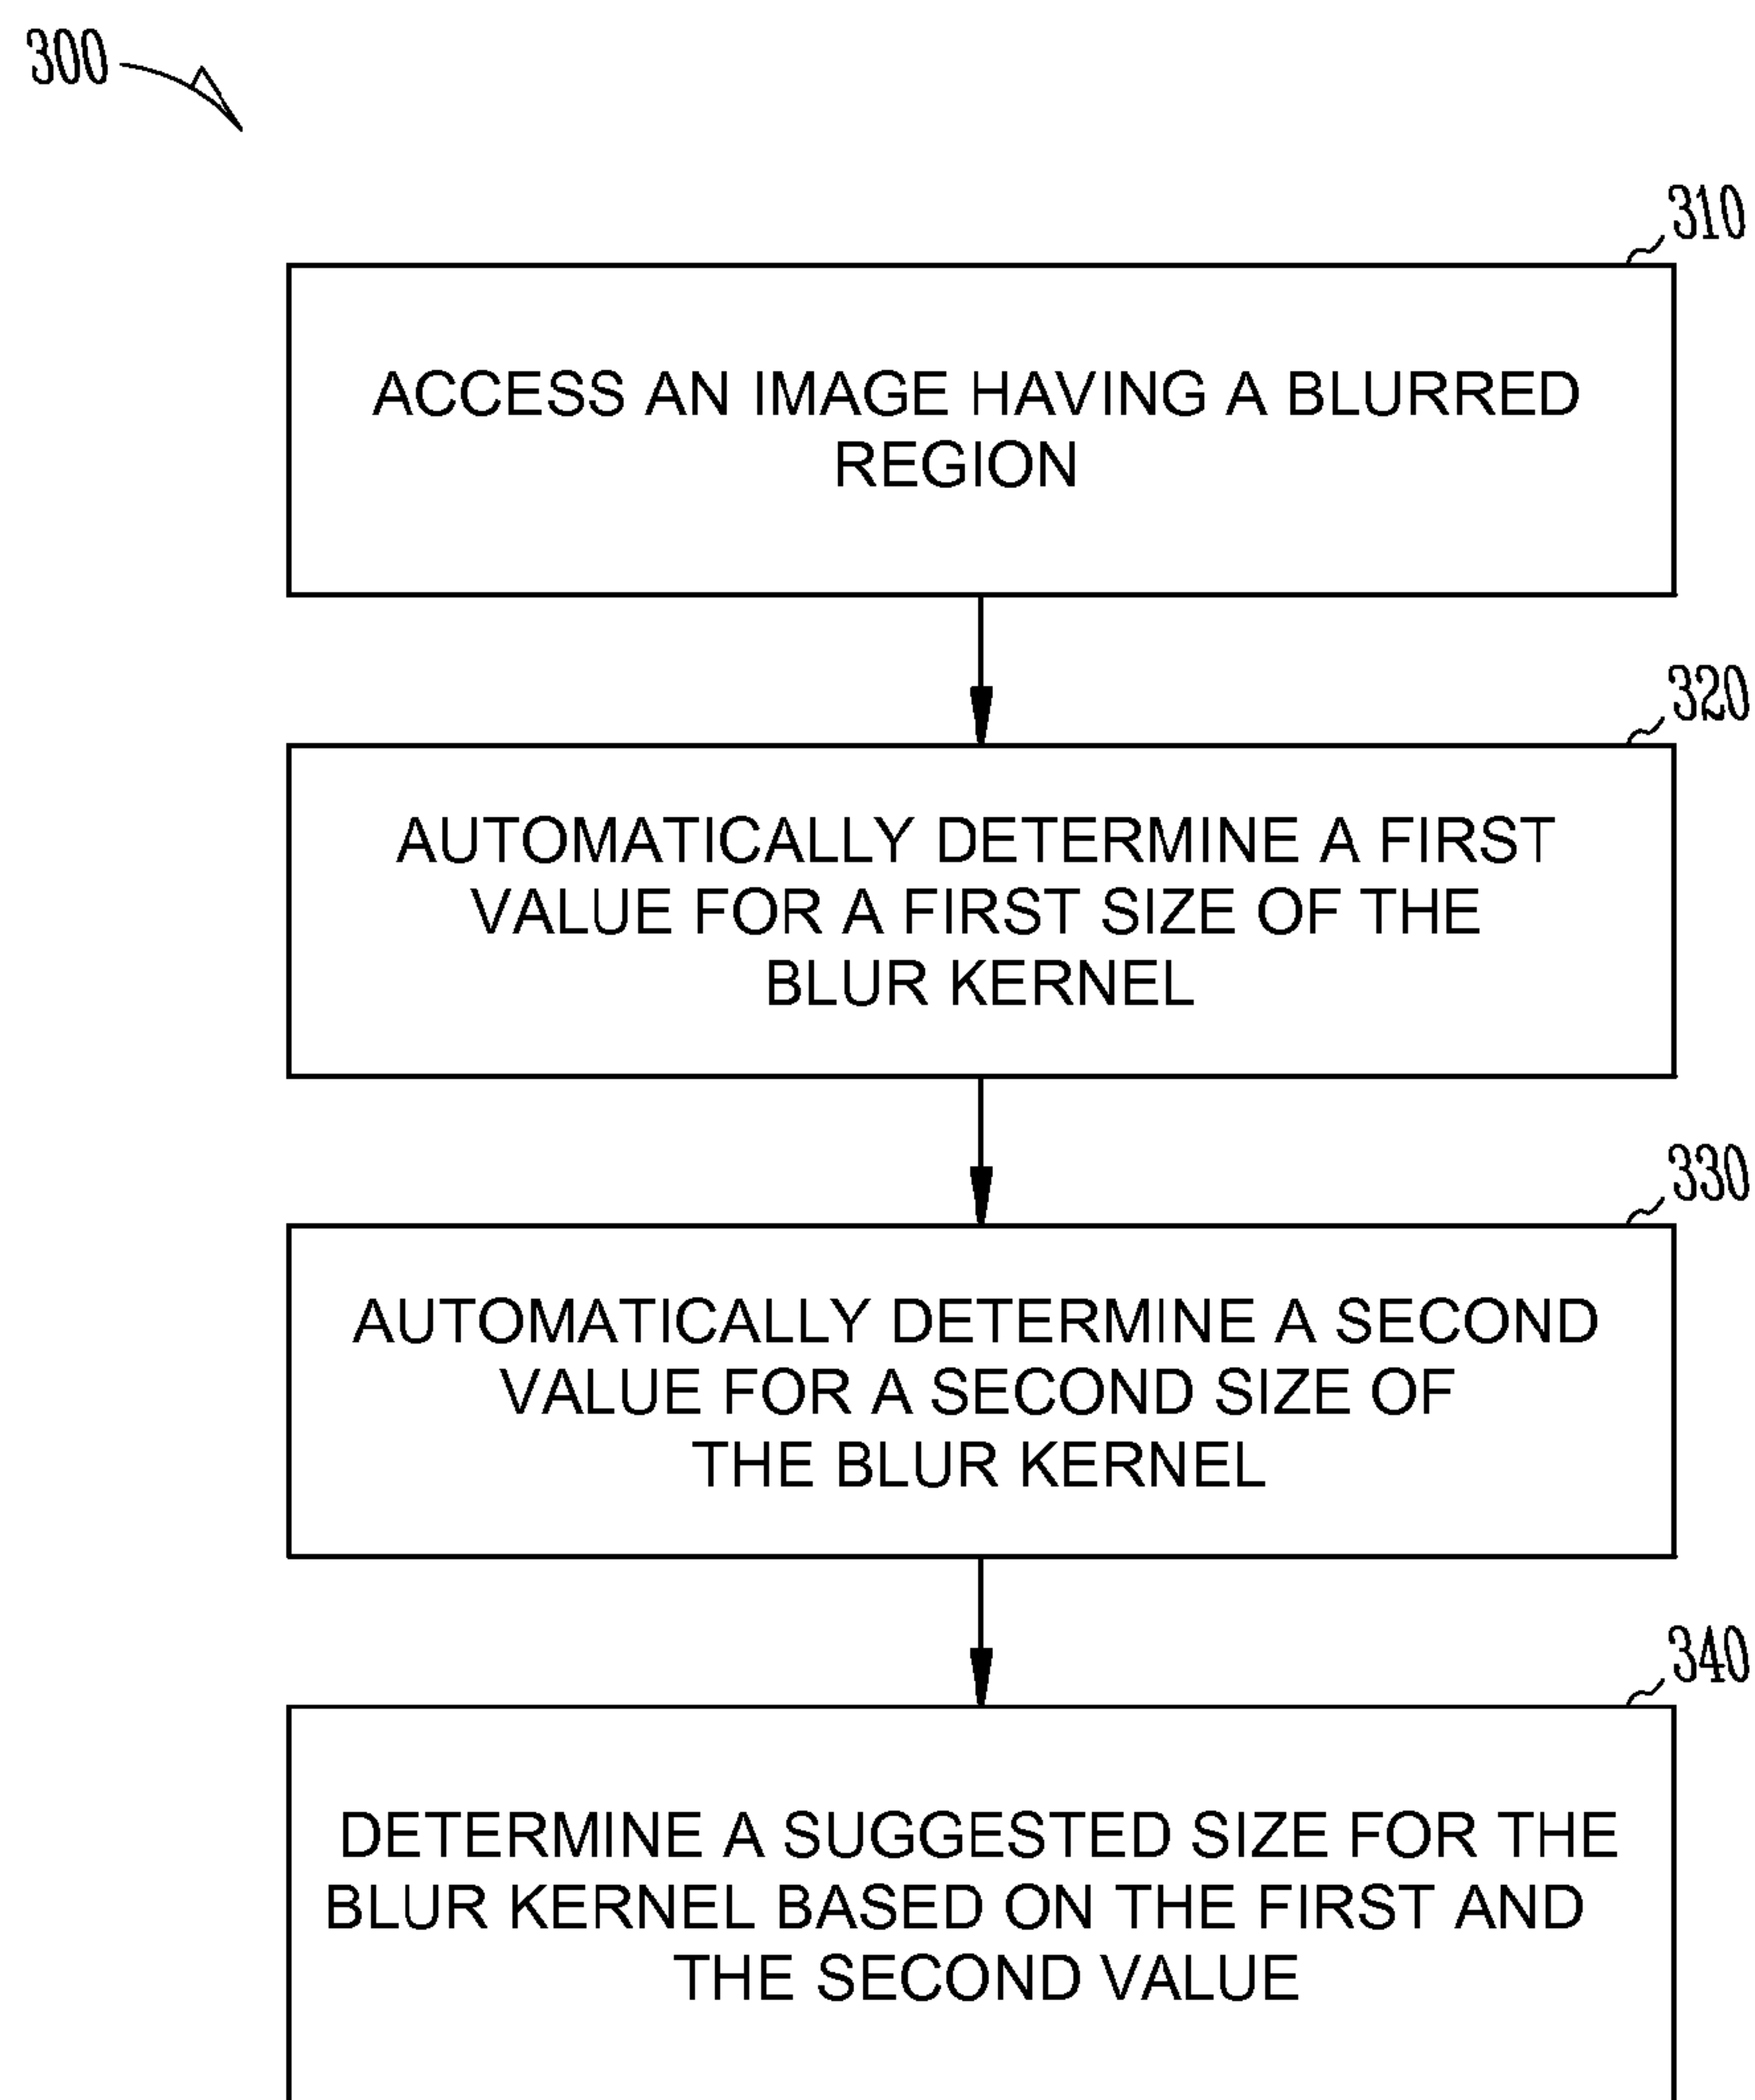 300
310
ACCESS AN IMAGE HAVING A BLURRED
REGION
320
AUTOMATICALLY DETERMINE A FIRST
VALUE FOR A FIRST SIZE OF THE
BLUR KERNEL
330
AUTOMATICALLY DETERMINE A SECOND
VALUE FOR A SECOND SIZE OF
THE BLUR KERNEL
340
DETERMINE A SUGGESTED SIZE FOR THE
BLUR KERNEL BASED ON THE FIRST AND
THE SECOND VALUE